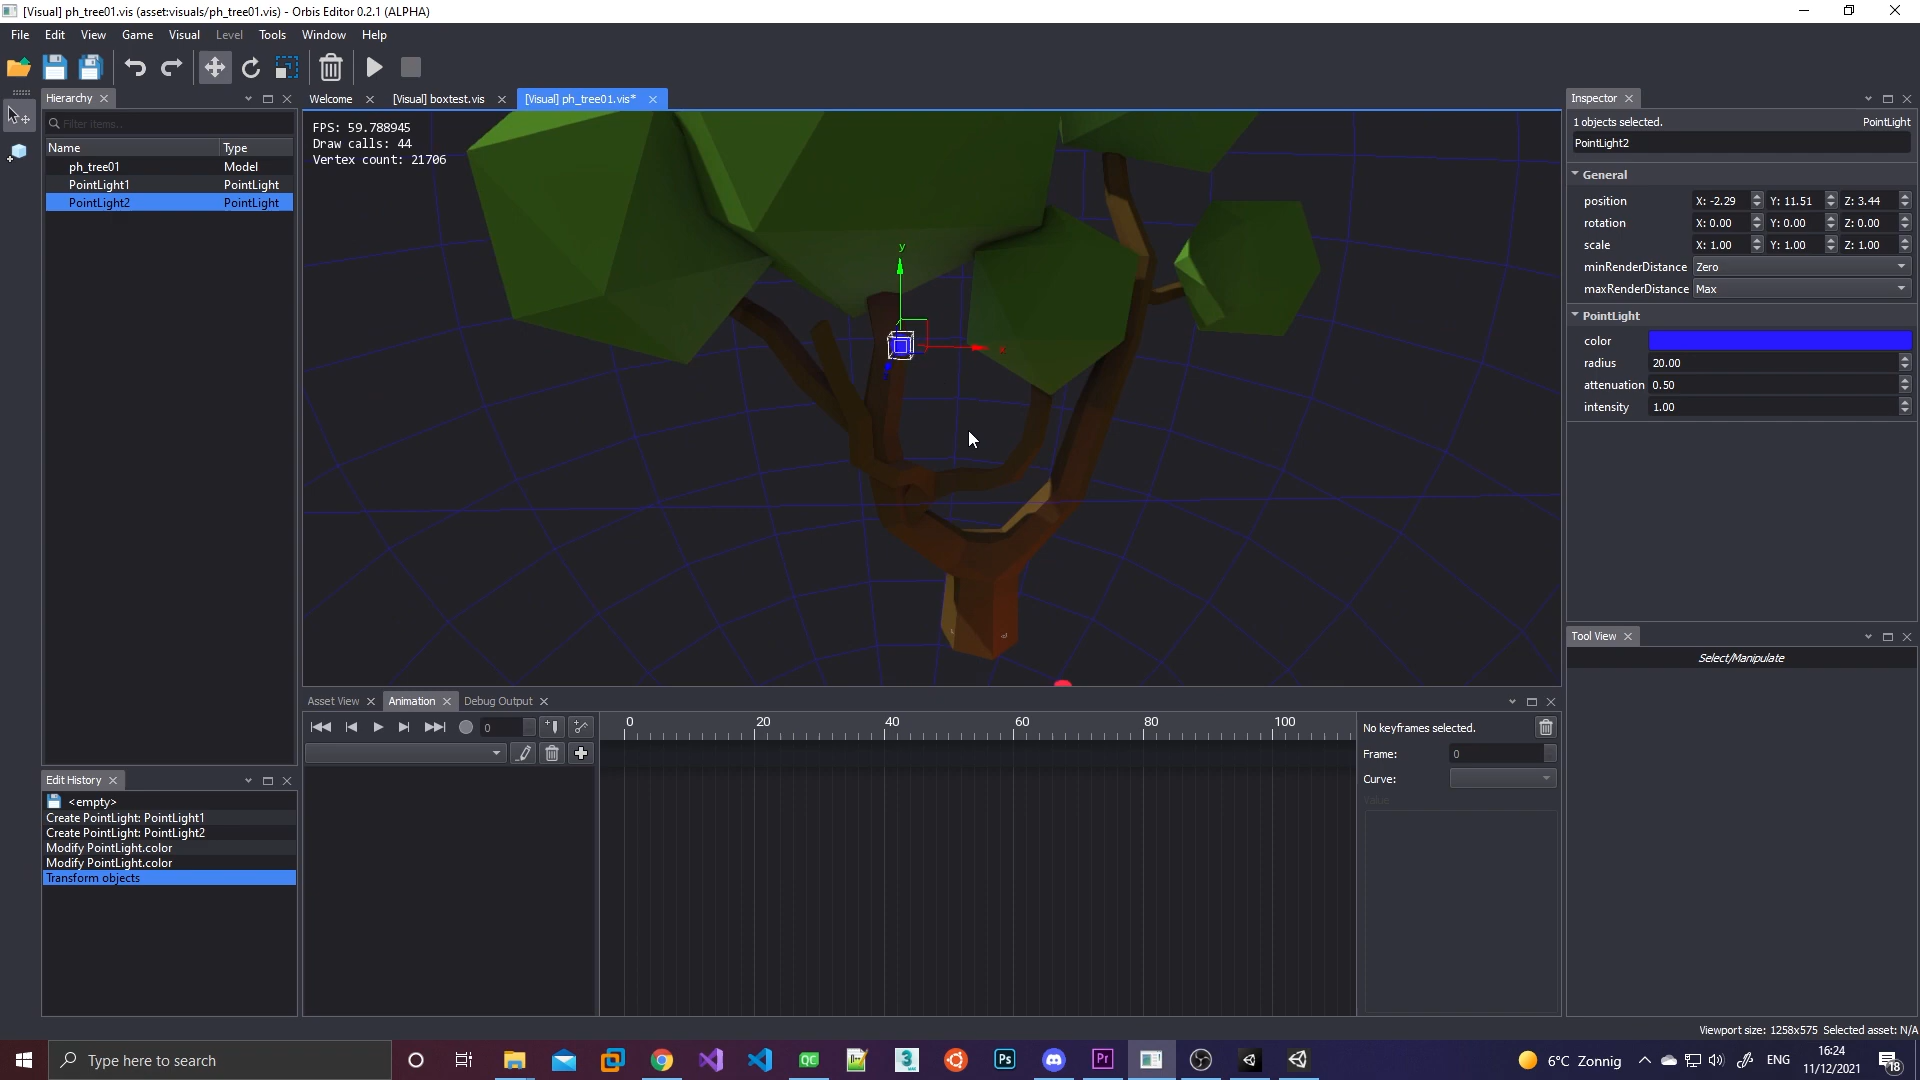 [Visual] ph_tree01.vis (asset:visuals/ph_tree01.vis) - Orbis Editor 0.2.1 (ALPHA)
File Edit View Game Visual Level Tools Window Help
Hierarchy
Filter items...
Name Type
ph_tree01 Model
PointLight1 PointLight
PointLight2 PointLight
Edit History
<empty>
Create PointLight: PointLight1
Create PointLight: PointLight2
Modify PointLight.color
Modify PointLight.color
Transform objects
Welcome [Visual] boxtest.vis [Visual] ph_tree01.vis*
FPS: 59.788945
Draw calls: 44
Vertex count: 21706
y
x
Asset View Animation Debug Output
0
0 20 40 60 80 100
No keyframes selected.
Frame: 0
Curve:
Value:
Inspector
1 objects selected. PointLight
PointLight2
General
position X: -2.29 Y: 11.51 Z: 3.44
rotation X: 0.00 Y: 0.00 Z: 0.00
scale X: 1.00 Y: 1.00 Z: 1.00
minRenderDistance Zero
maxRenderDistance Max
PointLight
color
radius 20.00
attenuation 0.50
intensity 1.00
Tool View
Select/Manipulate
Viewport size: 1258x575 Selected asset: N/A
Type here to search
QC
3
Ps
Pr
6°C Zonnig
ENG
16:24
11/12/2021
18